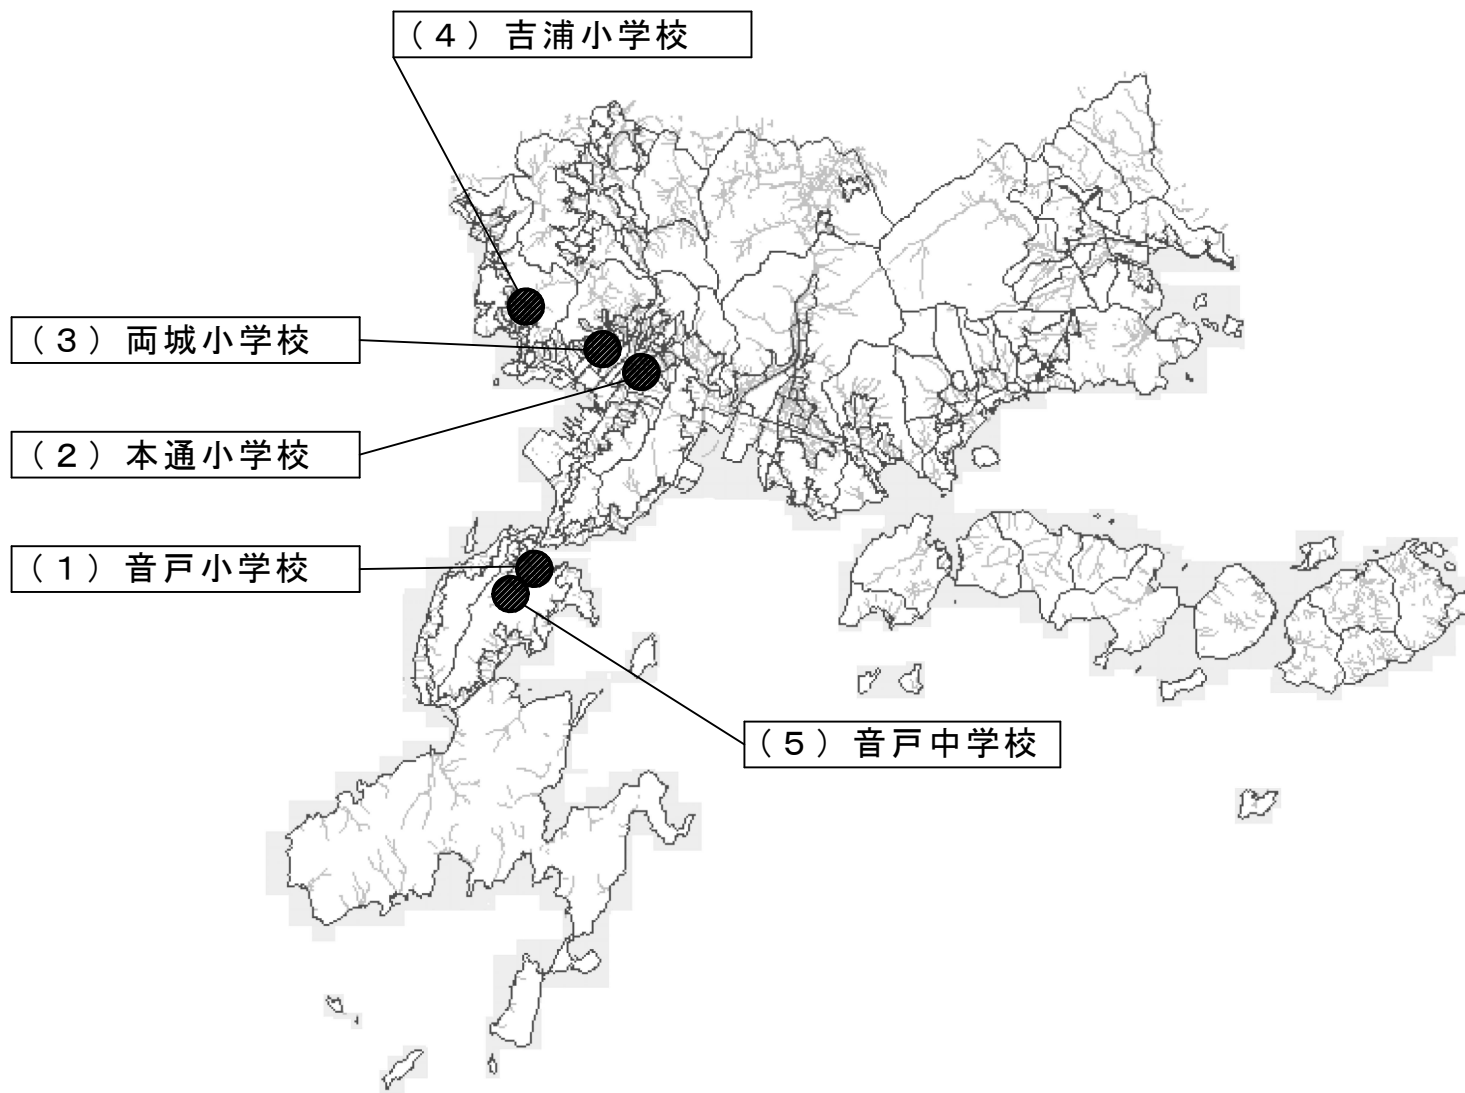 （４）吉浦小学校
（３）両城小学校
（２）本通小学校
（１）音戸小学校
（５）音戸中学校